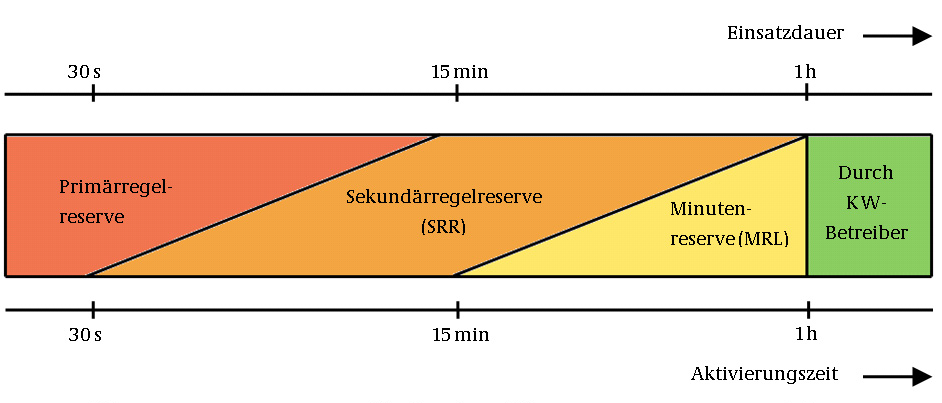 Einsatzdauer
30 s
15 min
1 h
Primärregel-
reserve
Sekundärregelreserve
(SRR)
Minuten-
reserve (MRL)
Durch
KW-
Betreiber
30 s
15 min
1 h
Aktivierungszeit